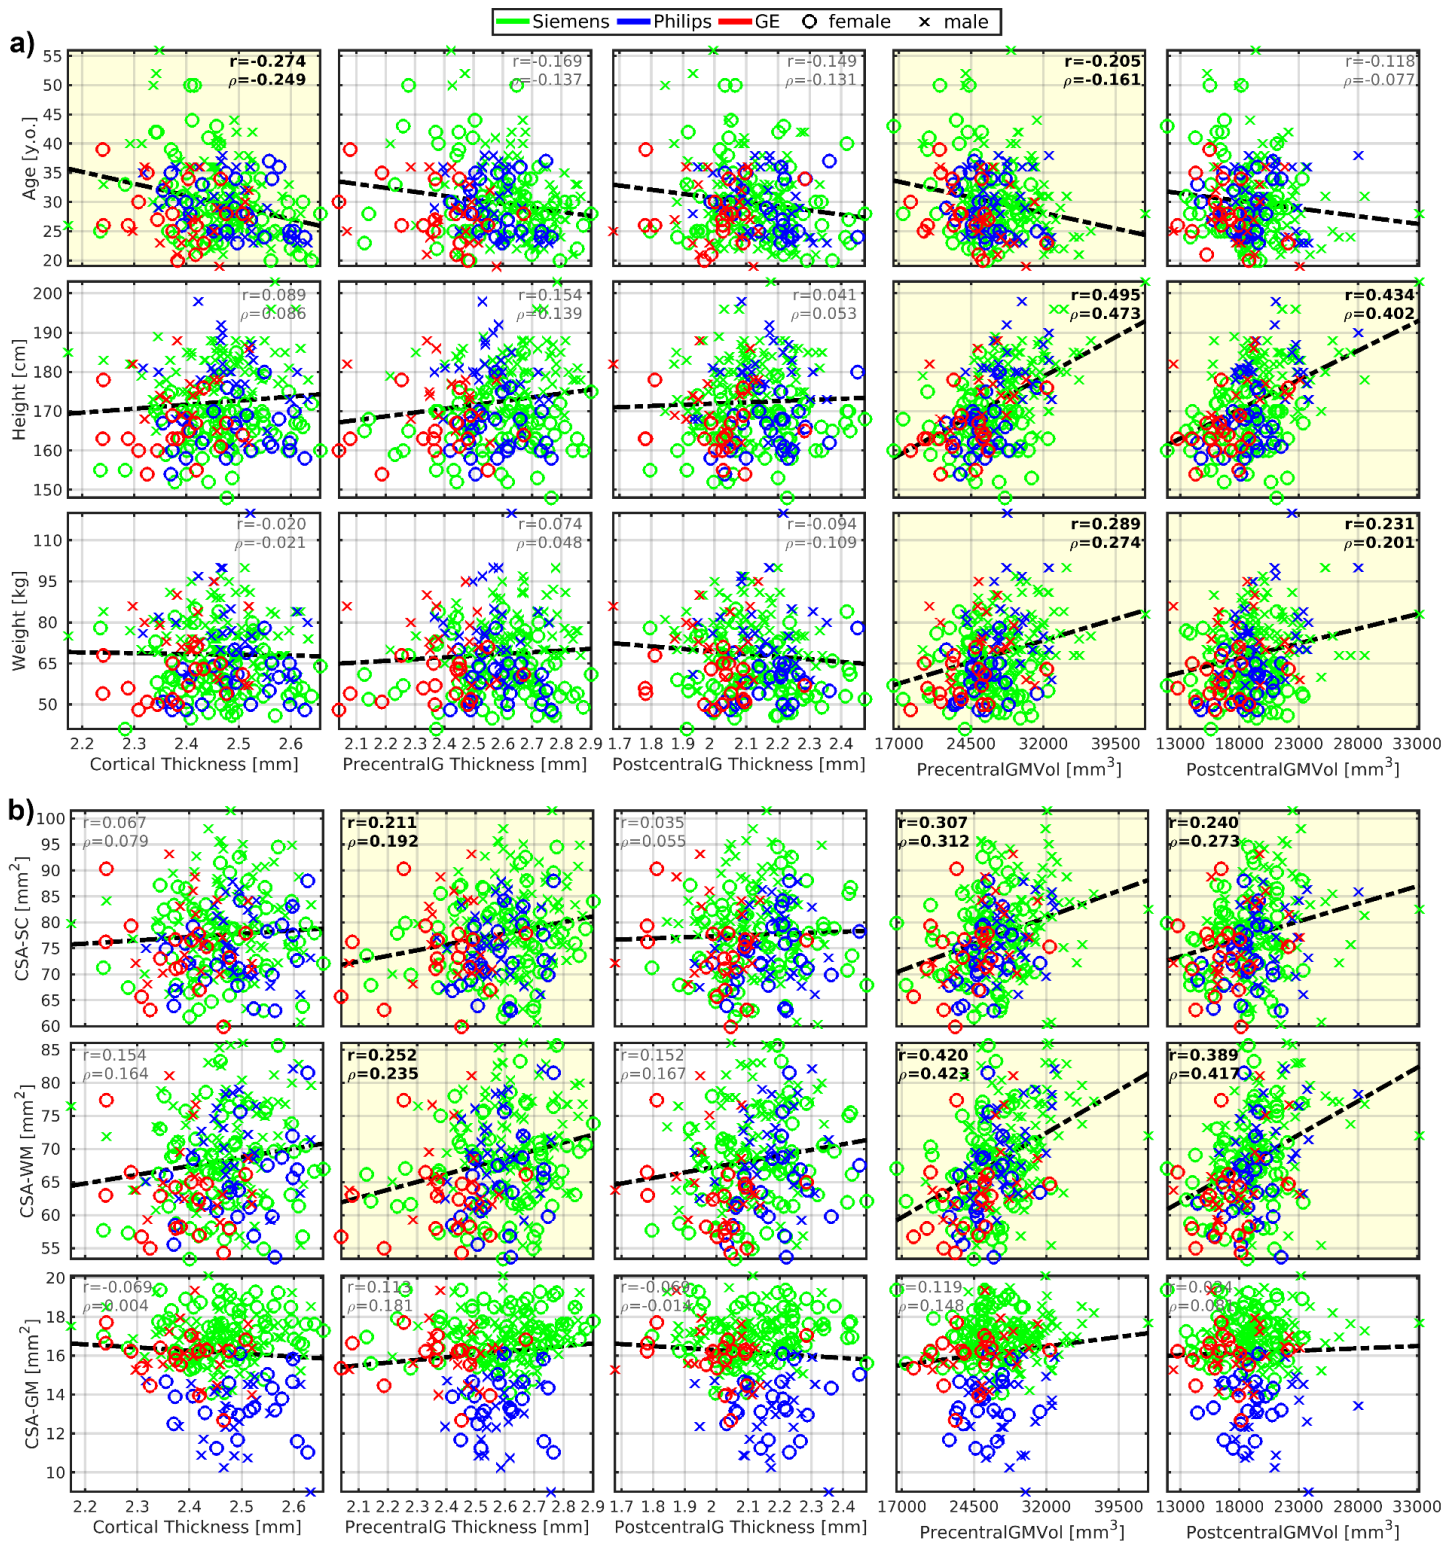 Siemens Philips GE female male
a)
Age [y.o.]
55
50
45
40
35
30
25
20
r=-0.274
ρ=-0.249
r=-0.169
ρ=-0.137
r=-0.149
ρ=-0.131
r=-0.205
ρ=-0.161
r=-0.118
ρ=-0.077
Height [cm]
200
190
180
170
160
150
r=0.089
ρ=0.086
r=0.154
ρ=0.139
r=0.041
ρ=0.053
r=0.495
ρ=0.473
r=0.434
ρ=0.402
Weight [kg]
110
95
80
65
50
r=-0.020
ρ=-0.021
r=0.074
ρ=0.048
r=-0.094
ρ=-0.109
r=0.289
ρ=0.274
r=0.231
ρ=0.201
2.2 2.3 2.4 2.5 2.6
Cortical Thickness [mm]
2.1 2.2 2.3 2.4 2.5 2.6 2.7 2.8 2.9
PrecentralG Thickness [mm]
1.7 1.8 1.9 2 2.1 2.2 2.3 2.4
PostcentralG Thickness [mm]
17000 24500 32000 39500
PrecentralGMVol [mm³]
13000 18000 23000 28000 33000
PostcentralGMVol [mm³]
b)
CSA-SC [mm²]
100
95
90
85
80
75
70
65
60
r=0.067
ρ=0.079
r=0.211
ρ=0.192
r=0.035
ρ=0.055
r=0.307
ρ=0.312
r=0.240
ρ=0.273
CSA-WM [mm²]
85
80
75
70
65
60
55
r=0.154
ρ=0.164
r=0.252
ρ=0.235
r=0.152
ρ=0.167
r=0.420
ρ=0.423
r=0.389
ρ=0.417
CSA-GM [mm²]
20
18
16
14
12
10
r=-0.069
ρ=0.004
r=0.113
ρ=0.181
r=-0.069
ρ=-0.014
r=0.119
ρ=0.148
r=0.034
2.2 2.3 2.4 2.5 2.6
Cortical Thickness [mm]
2.1 2.2 2.3 2.4 2.5 2.6 2.7 2.8 2.9
PrecentralG Thickness [mm]
1.7 1.8 1.9 2 2.1 2.2 2.3 2.4
PostcentralG Thickness [mm]
17000 24500 32000 39500
PrecentralGMVol [mm³]
13000 18000 23000 28000 33000
PostcentralGMVol [mm³]